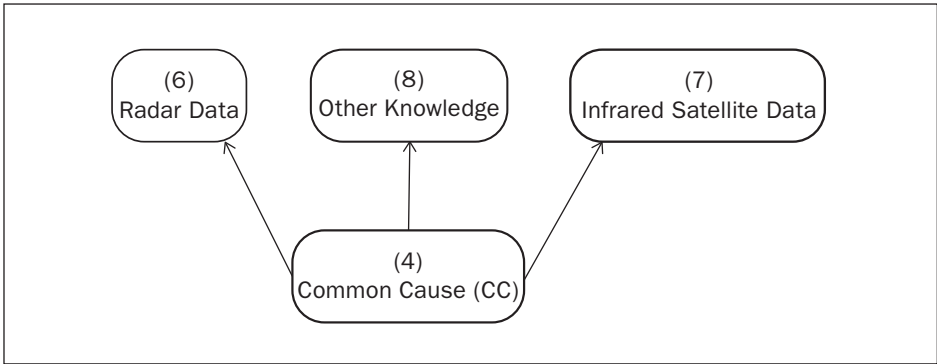 (6)
Radar Data
(8)
Other Knowledge
(7)
Infrared Satellite Data
(4)
Common Cause (CC)